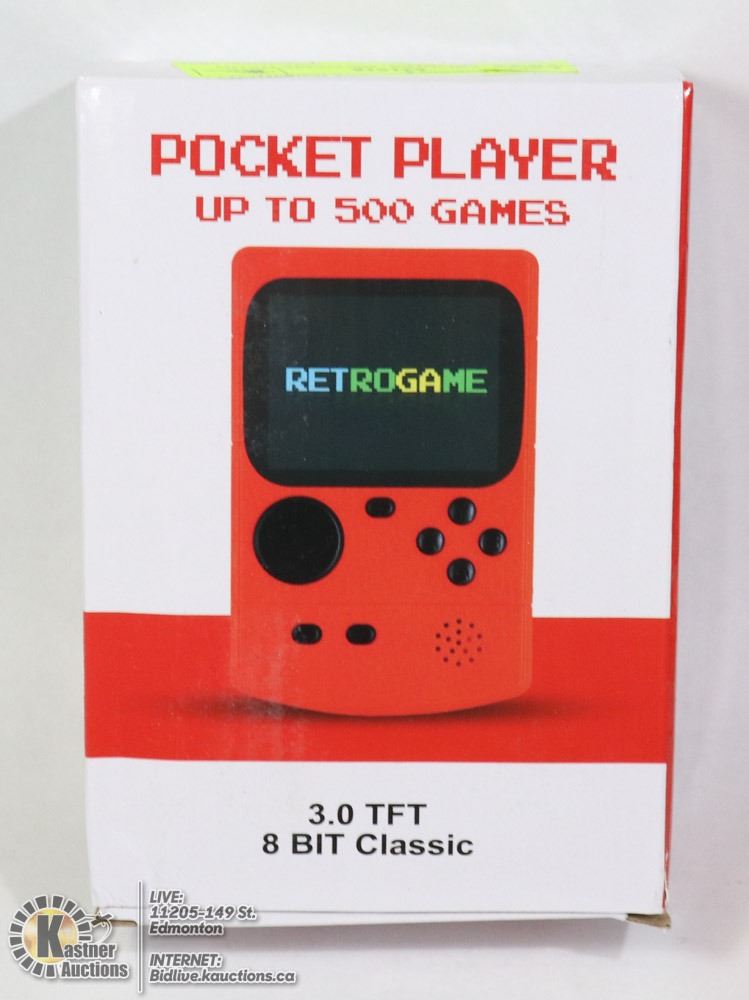 POCKET PLAYER
UP TO 500 GAMES
RETROGAME
3.0 TFT
8 BIT Classic
Kastner
Auctions
LIVE:
11205-149 St.
Edmonton
INTERNET:
Bidlive.kauctions.ca